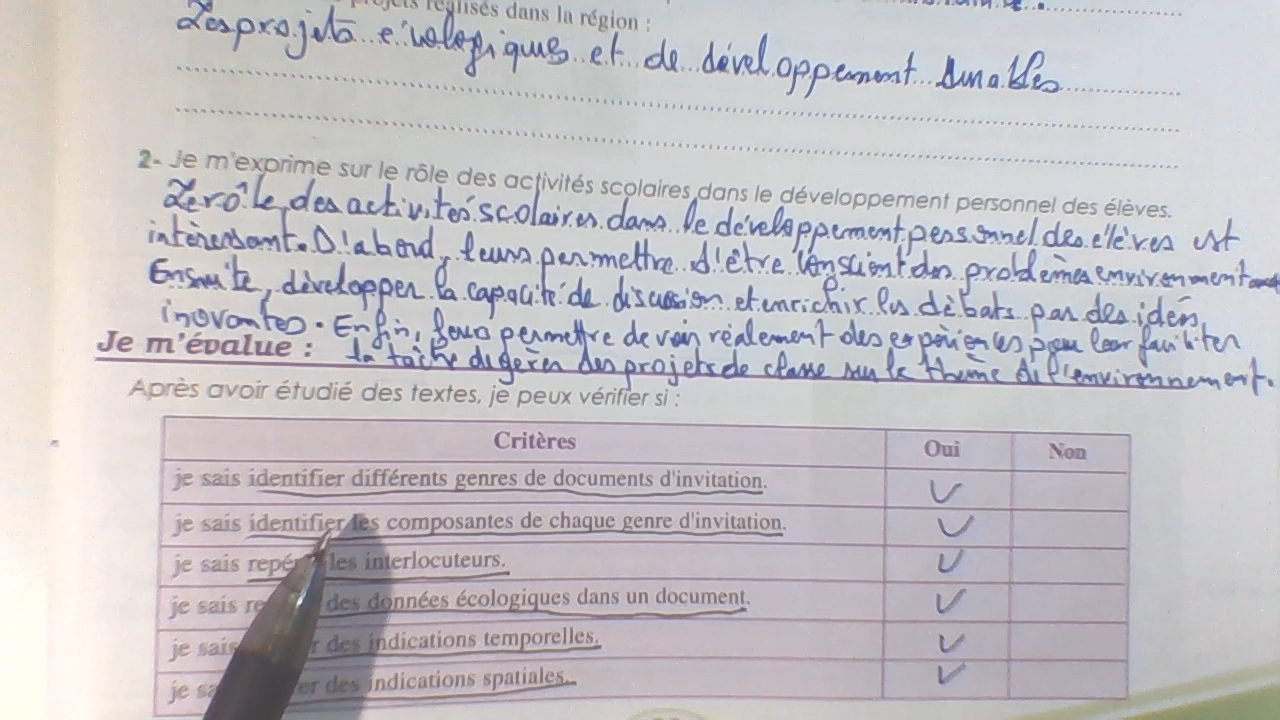 réalisés dans la région :
Les projets écologiques et de développement durables
2- Je m'exprime sur le rôle des activités scolaires dans le développement personnel des élèves.
Le rôle des activités scolaires dans le développement personnel des élèves est
intéressant. D'abord, leurs permettre d'être conscient des problèmes environnement
Ensuite, développer la capacité de discussion et enrichir les débats par des idées
inovantes. Enfin, leurs permettre de voir réalement des expériences pour leur faciliter
Je m'évalue : la tâche de gérer des projets de classe sur le thème de l'environnement.
Après avoir étudié des textes, je peux vérifier si :
Critères Oui Non
je sais identifier différents genres de documents d'invitation.
je sais identifier les composantes de chaque genre d'invitation.
je sais les interlocuteurs.
je sais des données écologiques dans un document.
je sais des indications temporelles.
je des indications spatiales.